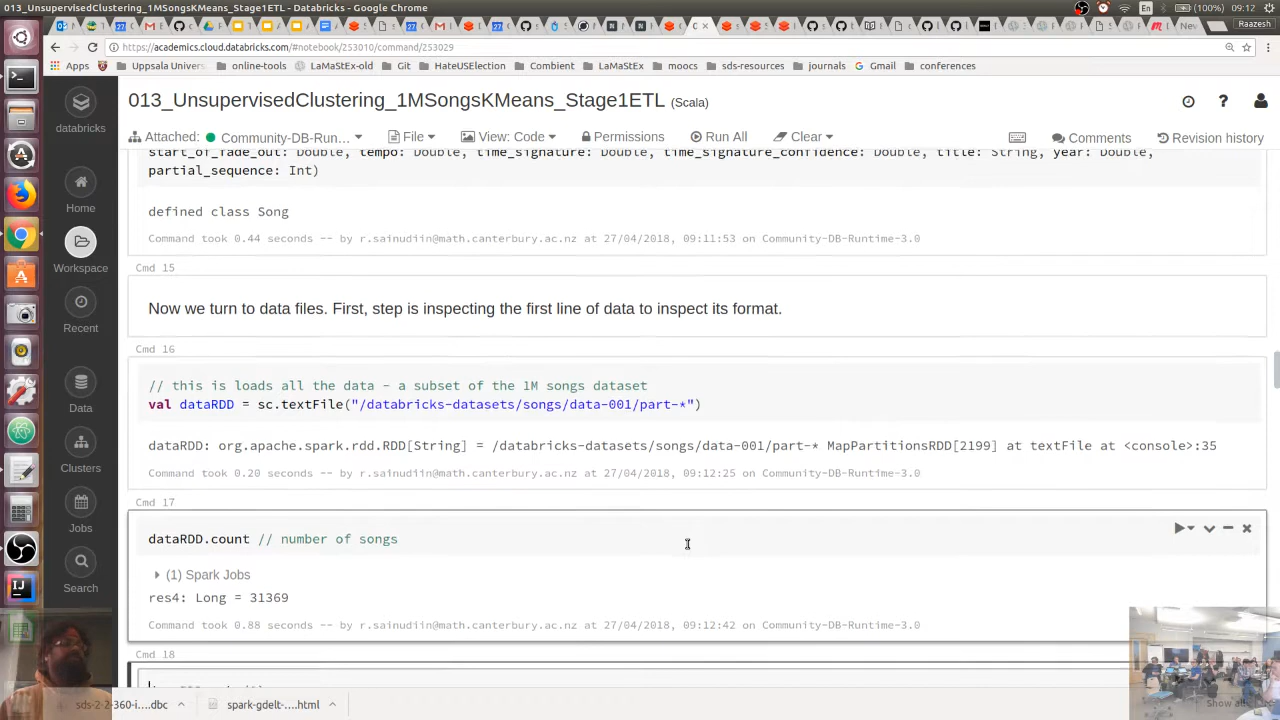 013_UnsupervisedClustering_1MSongsKMeans_Stage1ETL - Databricks - Google Chrome
En
09:12
Raazesh
https://academics.cloud.databricks.com/#notebook/253010/command/253029
Apps
Uppsala Univers
online-tools
LaMaStEx-old
Git
HateUSElection
Combient
LaMaStEx
moocs
sds-resources
journals
Gmail
conferences
013_UnsupervisedClustering_1MSongsKMeans_Stage1ETL (Scala)
databricks
Attached: Community-DB-Run… File View: Code Permissions Run All Clear Comments Revision history
start_of_fade_out: Double, tempo: Double, time_signature: Double, time_signature_confidence: Double, title: String, year: Double,
partial_sequence: Int)
defined class Song
Command took 0.44 seconds -- by r.sainudiin@math.canterbury.ac.nz at 27/04/2018, 09:11:53 on Community-DB-Runtime-3.0
Cmd 15
Now we turn to data files. First, step is inspecting the first line of data to inspect its format.
Cmd 16
// this is loads all the data - a subset of the 1M songs dataset
val dataRDD = sc.textFile("/databricks-datasets/songs/data-001/part-*")
dataRDD: org.apache.spark.rdd.RDD[String] = /databricks-datasets/songs/data-001/part-* MapPartitionsRDD[2199] at textFile at <console>:35
Command took 0.20 seconds -- by r.sainudiin@math.canterbury.ac.nz at 27/04/2018, 09:12:25 on Community-DB-Runtime-3.0
Cmd 17
dataRDD.count // number of songs
(1) Spark Jobs
res4: Long = 31369
Command took 0.88 seconds -- by r.sainudiin@math.canterbury.ac.nz at 27/04/2018, 09:12:42 on Community-DB-Runtime-3.0
Cmd 18
Home
Workspace
Recent
Data
Clusters
Jobs
Search
sds-2-2-360-i....dbc
spark-gdelt-....html
Show all